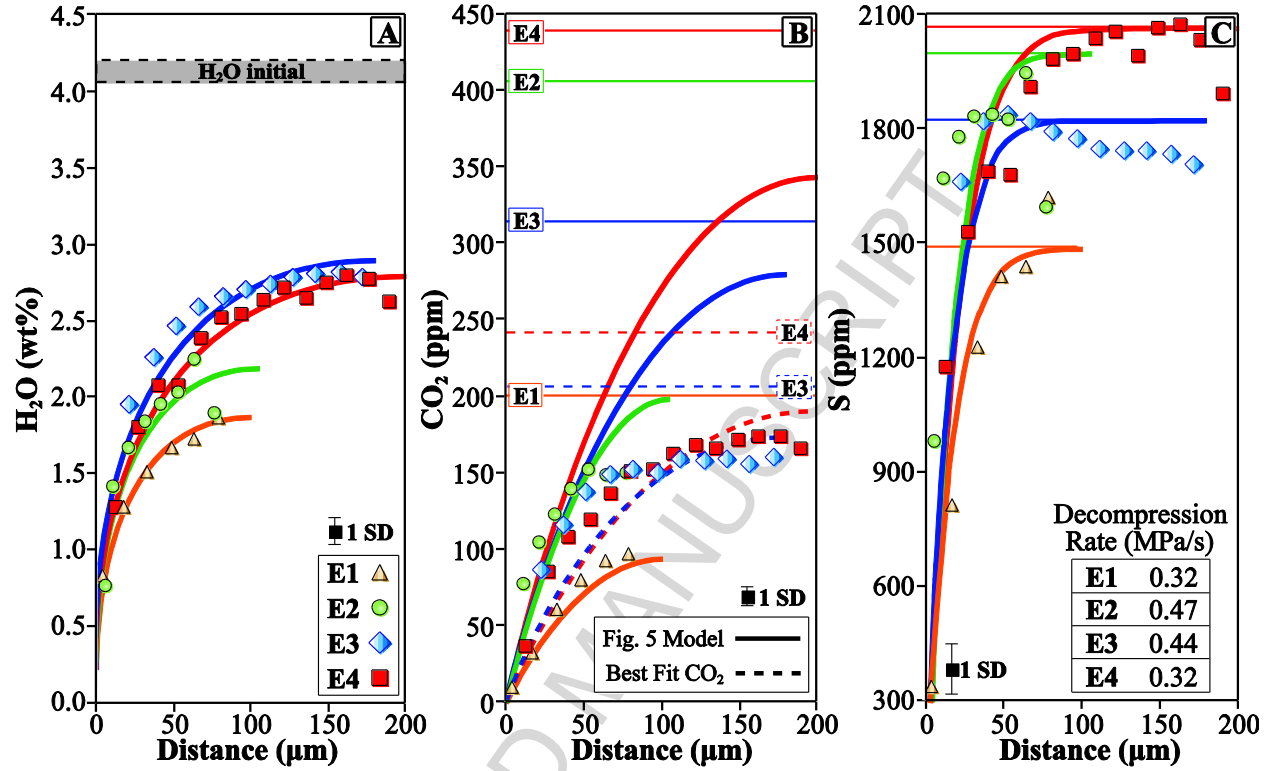 A
H₂O initial
4.5
4.0
3.5
3.0
2.5
2.0
1.5
1.0
0.5
0.0
H₂O (wt%)
1 SD
E1
E2
E3
E4
0 50 100 150 200
Distance (μm)
B
450
400
350
300
250
200
150
100
50
0
CO₂ (ppm)
E4
E2
E3
E4
E3
E1
1 SD
Fig. 5 Model
Best Fit CO₂
0 50 100 150 200
Distance (μm)
C
2100
1800
1500
1200
900
600
300
S (ppm)
Decompression
Rate (MPa/s)
E1 0.32
E2 0.47
E3 0.44
E4 0.32
1 SD
0 50 100 150 200
Distance (μm)
D MANUSCRIPT